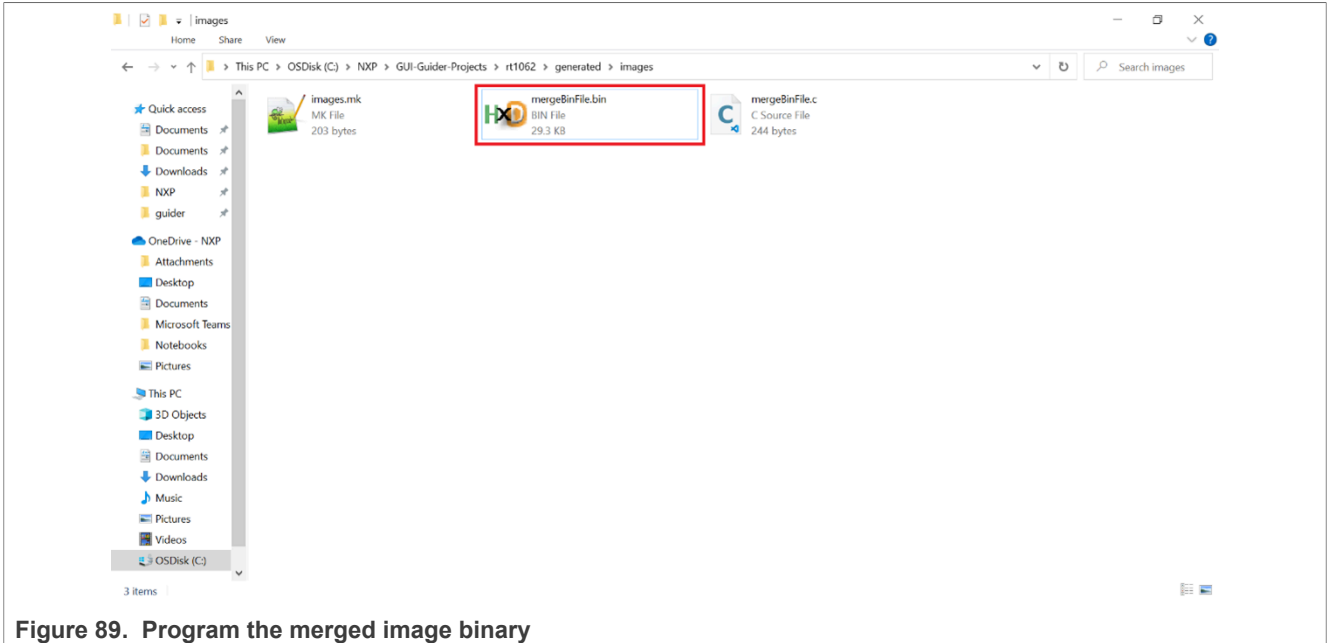 images
Home Share View
This PC > OSDisk (C:) > NXP > GUI-Guider-Projects > rt1062 > generated > images
Search images
Quick access
Documents
Documents
Downloads
NXP
guider
OneDrive - NXP
Attachments
Desktop
Documents
Microsoft Teams
Notebooks
Pictures
This PC
3D Objects
Desktop
Documents
Downloads
Music
Pictures
Videos
OSDisk (C:)
images.mk
MK File
203 bytes
HXD
mergeBinFile.bin
BIN File
29.3 KB
C
mergeBinFile.c
C Source File
244 bytes
3 items
Figure 89. Program the merged image binary